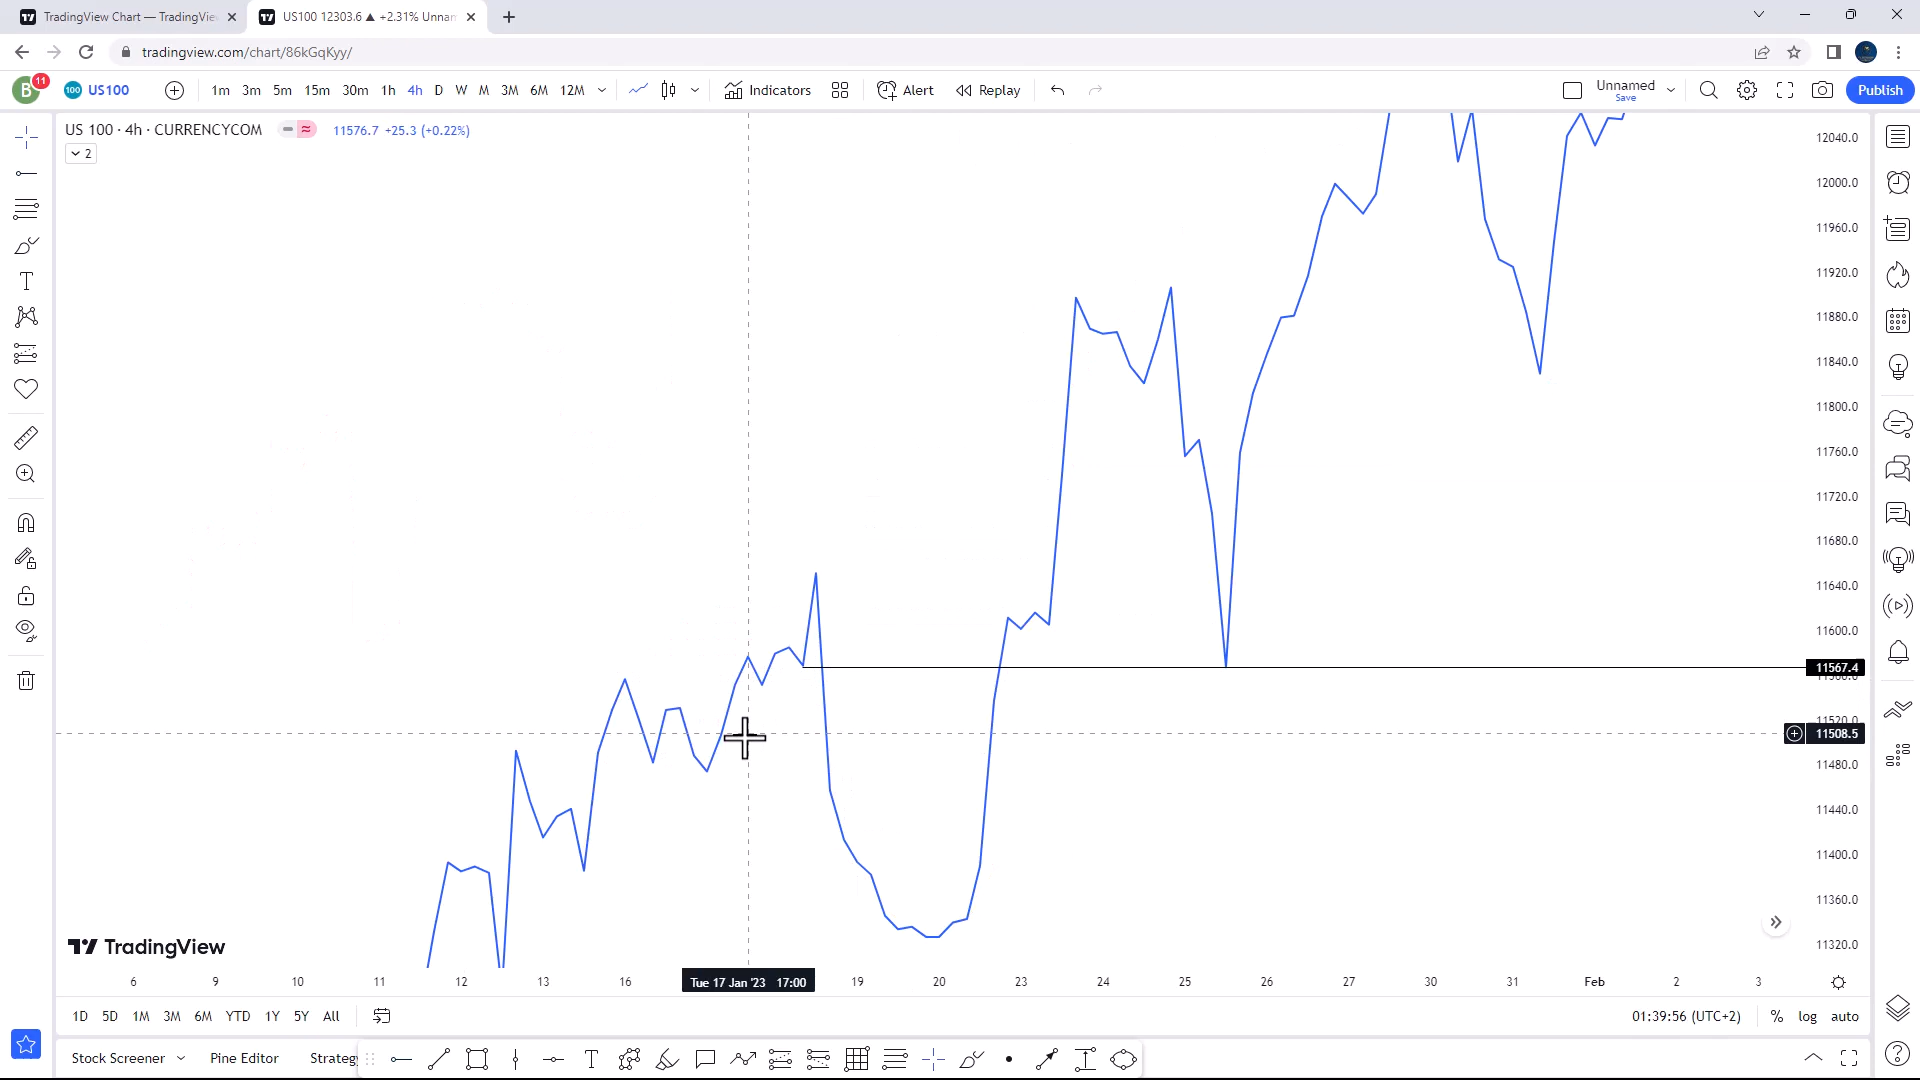 TradingView Chart — TradingVie
US100 12303.6 ▲ +2.31% Unnam
tradingview.com/chart/86kGqKyy/
B
11
100
US100
1m 3m 5m 15m 30m 1h 4h D W M 3M 6M 12M
Indicators
Alert
Replay
Unnamed
Save
Publish
US 100 · 4h · CURRENCYCOM
11576.7 +25.3 (+0.22%)
2
12040.0
12000.0
11960.0
11920.0
11880.0
11840.0
11800.0
11760.0
11720.0
11680.0
11640.0
11600.0
11567.4
11520.0
11508.5
11480.0
11440.0
11400.0
11360.0
11320.0
TradingView
6 9 10 11 12 13 16 Tue 17 Jan '23 17:00 19 20 23 24 25 26 27 30 31 Feb 2 3
1D 5D 1M 3M 6M YTD 1Y 5Y All
01:39:56 (UTC+2) % log auto
Stock Screener Pine Editor Strateg